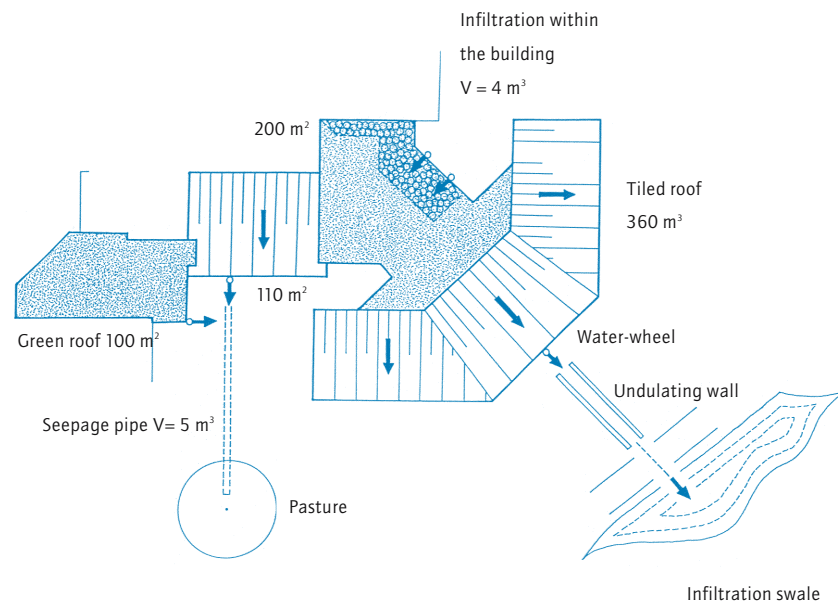 Infiltration within
the building
V = 4 m³
200 m²
Tiled roof
360 m³
110 m²
Green roof 100 m²
Water-wheel
Undulating wall
Seepage pipe V= 5 m³
Pasture
Infiltration swale